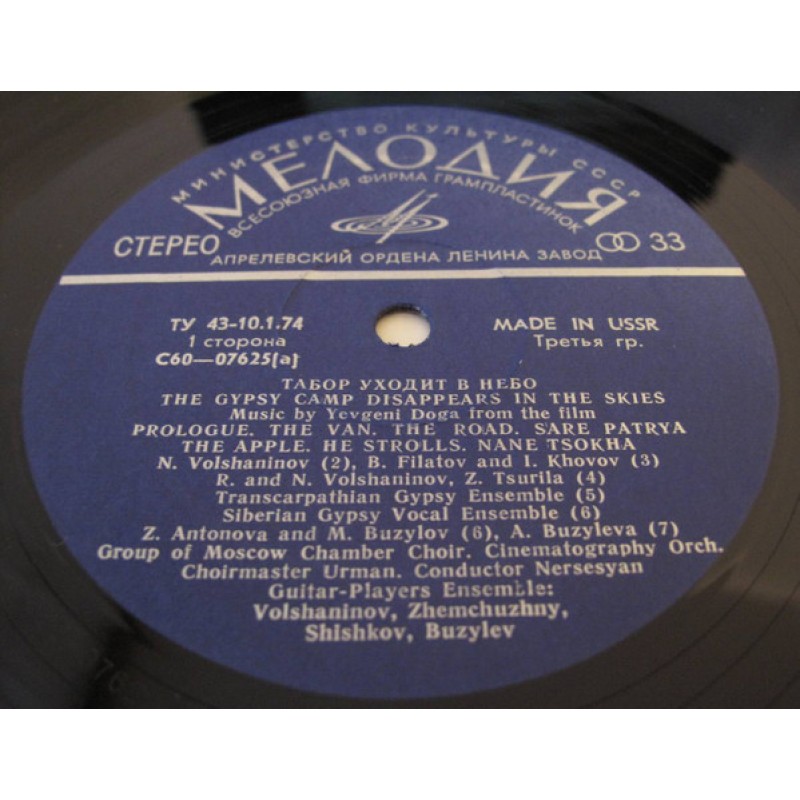 МИНИСТЕРСТВО КУЛЬТУРЫ СССР
МЕЛОДИЯ
ВСЕСОЮЗНАЯ ФИРМА ГРАМПЛАСТИНОК
СТЕРЕО
33
АПРЕЛЕВСКИЙ ОРДЕНА ЛЕНИНА ЗАВОД
ТУ 43-10.1.74
1 сторона
С60—07625(а)
MADE IN USSR
Третья гр.
ТАБОР УХОДИТ В НЕБО
THE GYPSY CAMP DISAPPEARS IN THE SKIES
Music by Yevgeni Doga from the film
PROLOGUE. THE VAN. THE ROAD. SARE PATRYA
THE APPLE. HE STROLLS. NANE TSOKHA
N. Volshaninov (2), B. Filatov and I. Khovov (3)
R. and N. Volshaninov, Z. Tsurila (4)
Transcarpathian Gypsy Ensemble (5)
Siberian Gypsy Vocal Ensemble (6)
Z. Antonova and M. Buzylov (6), A. Buzyleva (7)
Group of Moscow Chamber Choir. Cinematography Orch.
Choirmaster Urman. Conductor Nersesyan
Guitar-Players Ensemble:
Volshaninov, Zhemchuzhny,
Shishkov, Buzylev